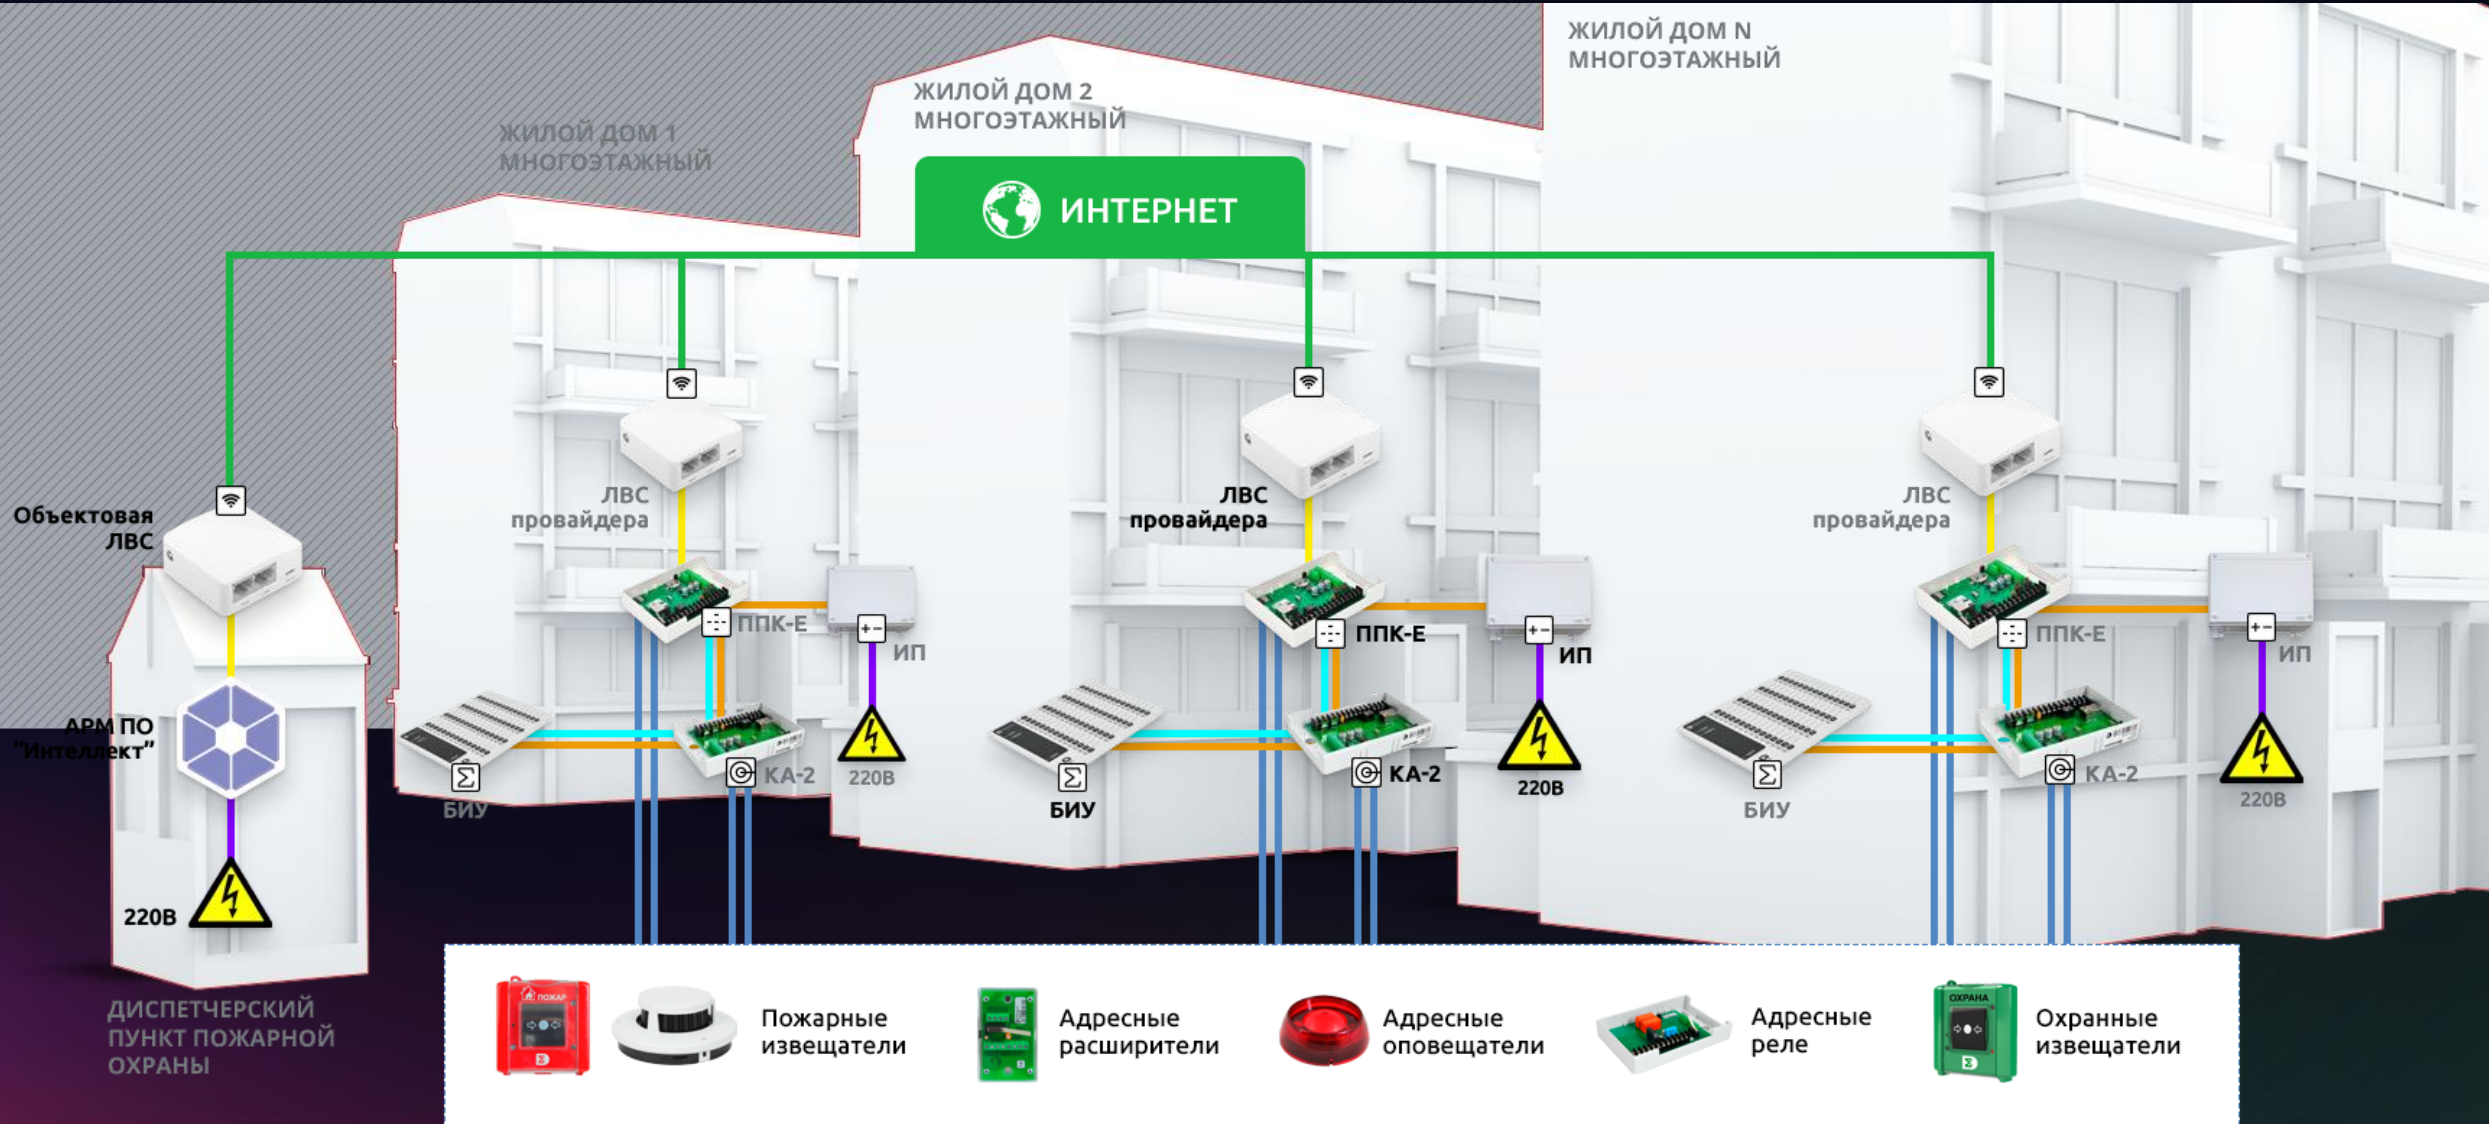 ЖИЛОЙ ДОМ N
МНОГОЭТАЖНЫЙ
ЖИЛОЙ ДОМ 2
МНОГОЭТАЖНЫЙ
ЖИЛОЙ ДОМ 1
МНОГОЭТАЖНЫЙ
ИНТЕРНЕТ
Объектовая
ЛВС
ЛВС
провайдера
ЛВС
провайдера
ЛВС
провайдера
ППК-Е
ИП
ППК-Е
ИП
ППК-Е
ИП
АРМ ПО
"Интеллект"
220В
БИУ
КА-2
220В
БИУ
КА-2
220В
БИУ
КА-2
220В
ДИСПЕТЧЕРСКИЙ
ПУНКТ ПОЖАРНОЙ
ОХРАНЫ
ПОЖАР
Пожарные
извещатели
Адресные
расширители
Адресные
оповещатели
Адресные
реле
ОХРАНА
Охранные
извещатели